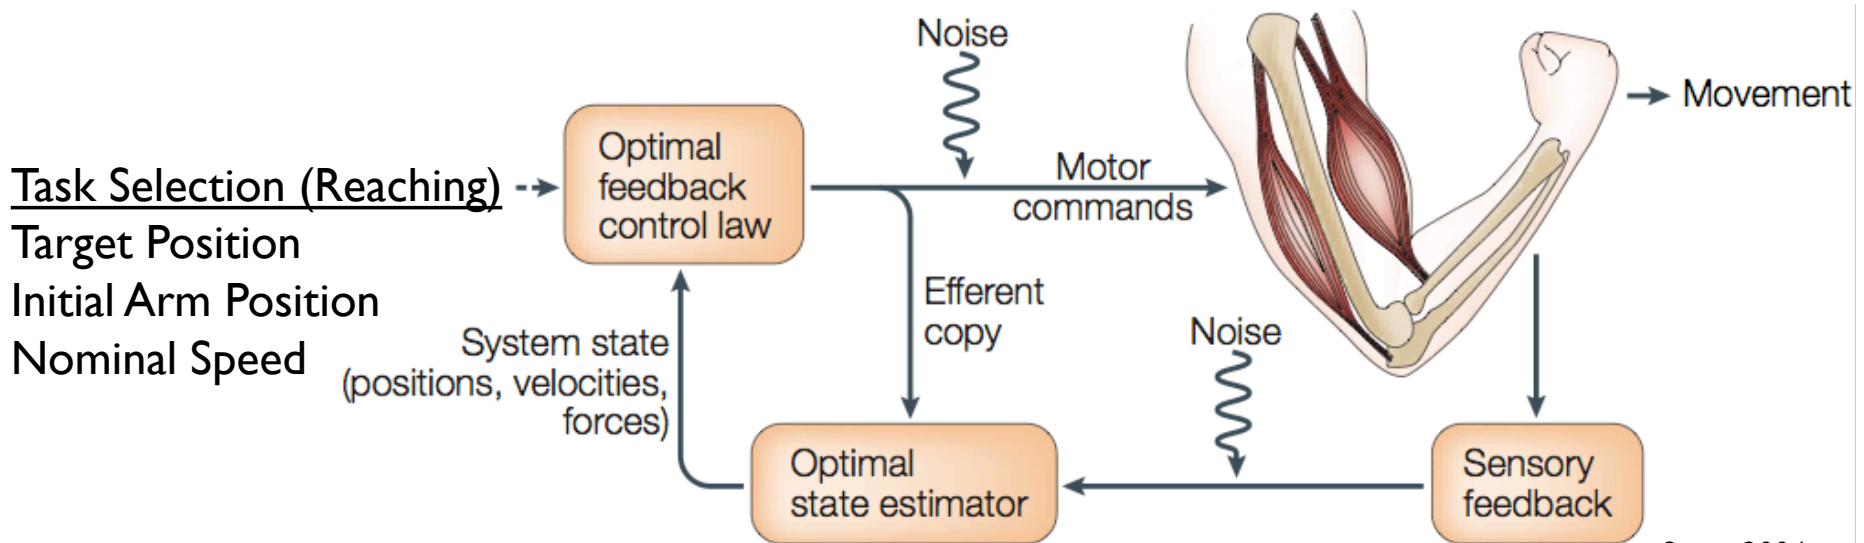 Noise
Movement
Optimal
feedback
control law
Motor
commands
Task Selection (Reaching)
Target Position
Initial Arm Position
Nominal Speed
Efferent
copy
System state
(positions, velocities,
forces)
Noise
Optimal
state estimator
Sensory
feedback